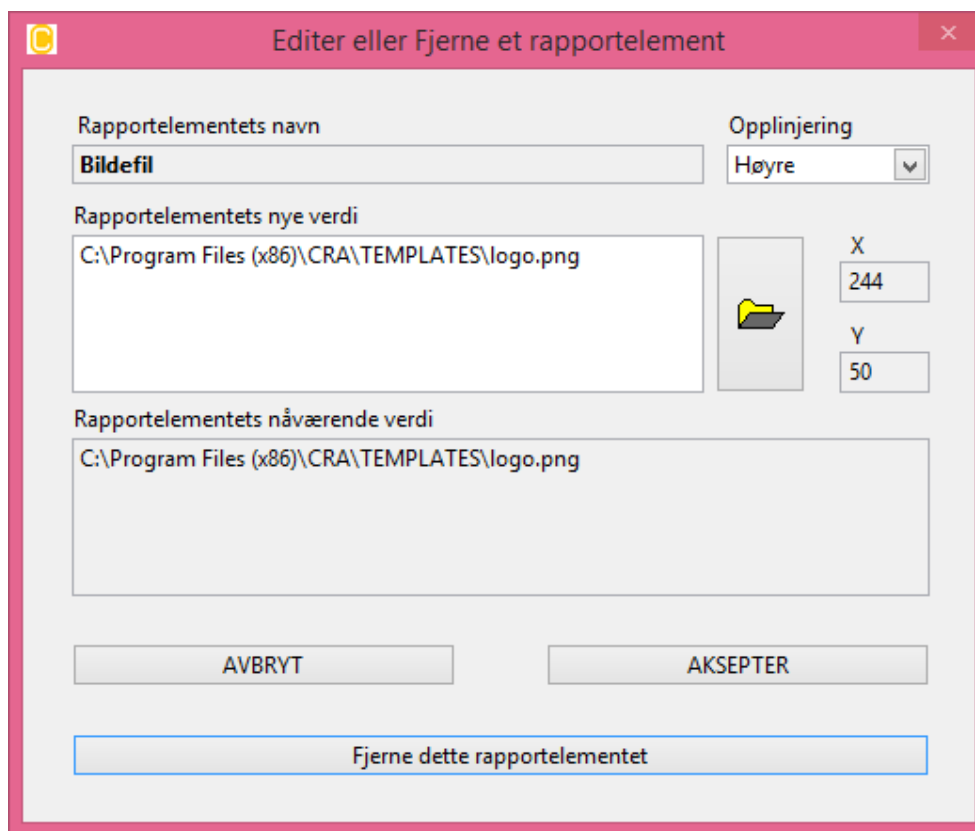 Editer eller Fjerne et rapportelement
Rapportelementets navn
Opplinjering
Bildefil
Høyre
Rapportelementets nye verdi
C:\Program Files (x86)\CRA\TEMPLATES\logo.png
X
244
Y
50
Rapportelementets nåværende verdi
C:\Program Files (x86)\CRA\TEMPLATES\logo.png
AVBRYT
AKSEPTER
Fjerne dette rapportelementet